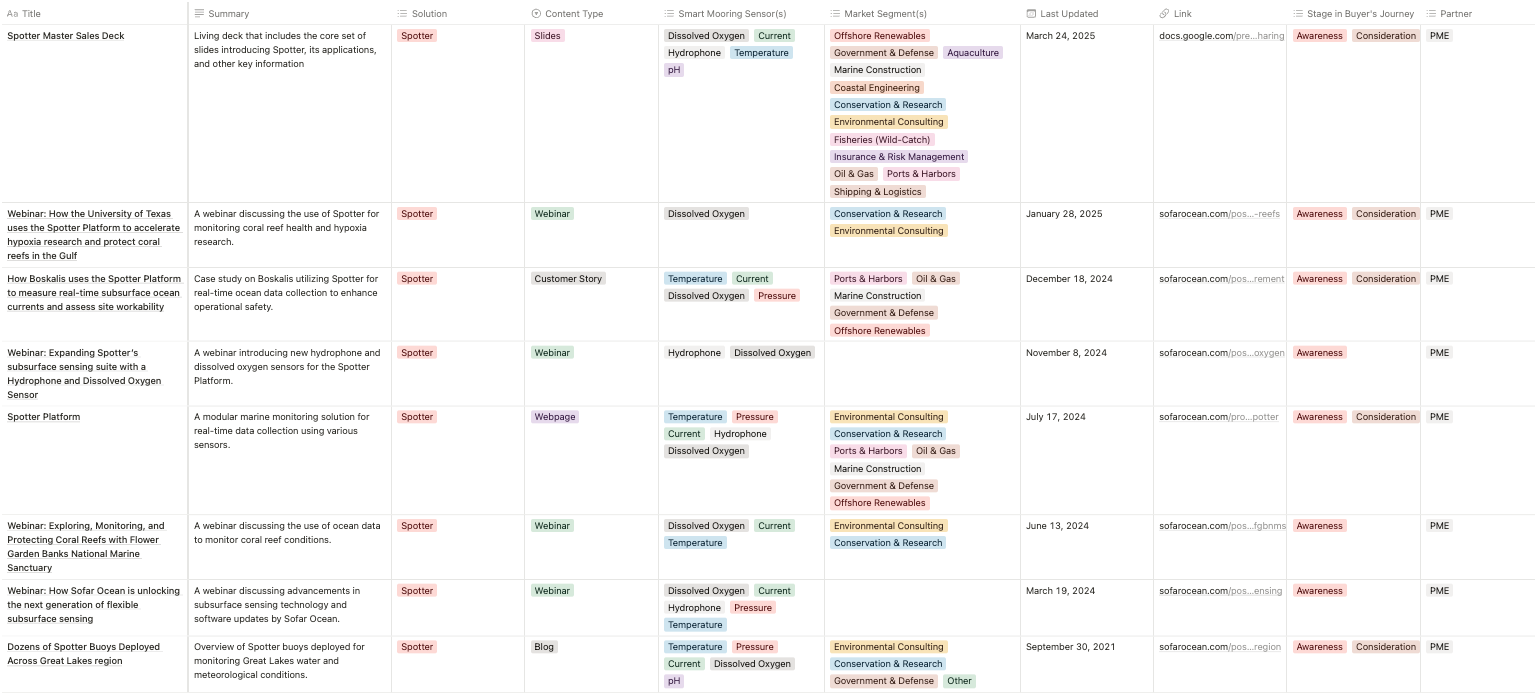 Aa Title Summary Solution Content Type Smart Mooring Sensor(s) Market Segment(s) Last Updated Link Stage in Buyer's Journey Partner
Spotter Master Sales Deck
Living deck that includes the core set of
slides introducing Spotter, its applications,
and other key information
Spotter
Slides
Dissolved Oxygen Current
Hydrophone Temperature
pH
Offshore Renewables
Government & Defense Aquaculture
Marine Construction
Coastal Engineering
Conservation & Research
Environmental Consulting
Fisheries (Wild-Catch)
Insurance & Risk Management
Oil & Gas Ports & Harbors
Shipping & Logistics
March 24, 2025
docs.google.com/pre...haring
Awareness Consideration
PME
Webinar: How the University of Texas
uses the Spotter Platform to accelerate
hypoxia research and protect coral
reefs in the Gulf
A webinar discussing the use of Spotter for
monitoring coral reef health and hypoxia
research.
Spotter
Webinar
Dissolved Oxygen
Conservation & Research
Environmental Consulting
January 28, 2025
sofarocean.com/pos...-reefs
Awareness Consideration
PME
How Boskalis uses the Spotter Platform
to measure real-time subsurface ocean
currents and assess site workability
Case study on Boskalis utilizing Spotter for
real-time ocean data collection to enhance
operational safety.
Spotter
Customer Story
Temperature Current
Dissolved Oxygen Pressure
Ports & Harbors Oil & Gas
Marine Construction
Government & Defense
Offshore Renewables
December 18, 2024
sofarocean.com/pos...rement
Awareness Consideration
PME
Webinar: Expanding Spotter's
subsurface sensing suite with a
Hydrophone and Dissolved Oxygen
Sensor
A webinar introducing new hydrophone and
dissolved oxygen sensors for the Spotter
Platform.
Spotter
Webinar
Hydrophone Dissolved Oxygen
November 8, 2024
sofarocean.com/pos...oxygen
Awareness
PME
Spotter Platform
A modular marine monitoring solution for
real-time data collection using various
sensors.
Spotter
Webpage
Temperature Pressure
Current Hydrophone
Dissolved Oxygen
Environmental Consulting
Conservation & Research
Ports & Harbors Oil & Gas
Marine Construction
Government & Defense
Offshore Renewables
July 17, 2024
sofarocean.com/pro...potter
Awareness Consideration
PME
Webinar: Exploring, Monitoring, and
Protecting Coral Reefs with Flower
Garden Banks National Marine
Sanctuary
A webinar discussing the use of ocean data
to monitor coral reef conditions.
Spotter
Webinar
Dissolved Oxygen Current
Temperature
Environmental Consulting
Conservation & Research
June 13, 2024
sofarocean.com/pos...fgbnms
Awareness
PME
Webinar: How Sofar Ocean is unlocking
the next generation of flexible
subsurface sensing
A webinar discussing advancements in
subsurface sensing technology and
software updates by Sofar Ocean.
Spotter
Webinar
Dissolved Oxygen Current
Hydrophone Pressure
Temperature
March 19, 2024
sofarocean.com/pos...ensing
Awareness
PME
Dozens of Spotter Buoys Deployed
Across Great Lakes region
Overview of Spotter buoys deployed for
monitoring Great Lakes water and
meteorological conditions.
Spotter
Blog
Temperature Pressure
Current Dissolved Oxygen
pH
Environmental Consulting
Conservation & Research
Government & Defense Other
September 30, 2021
sofarocean.com/pos...region
Awareness Consideration
PME